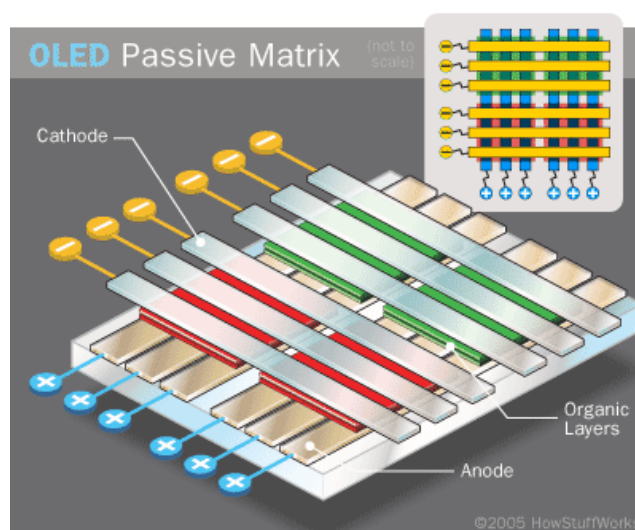 OLED Passive Matrix
(not to
scale)
Cathode
Organic
Layers
Anode
©2005 HowStuffWorks